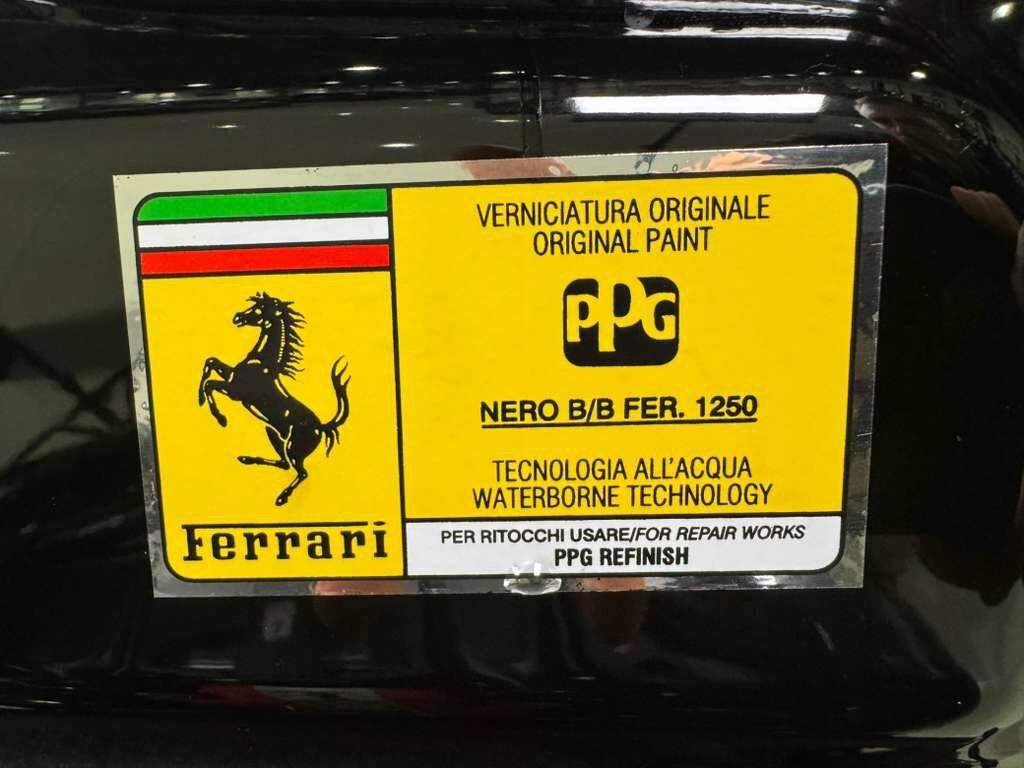 VERNICIATURA ORIGINALE
ORIGINAL PAINT
PPG
NERO B/B FER. 1250
TECNOLOGIA ALL'ACQUA
WATERBORNE TECHNOLOGY
Ferrari
PER RITOCCHI USARE/FOR REPAIR WORKS
PPG REFINISH